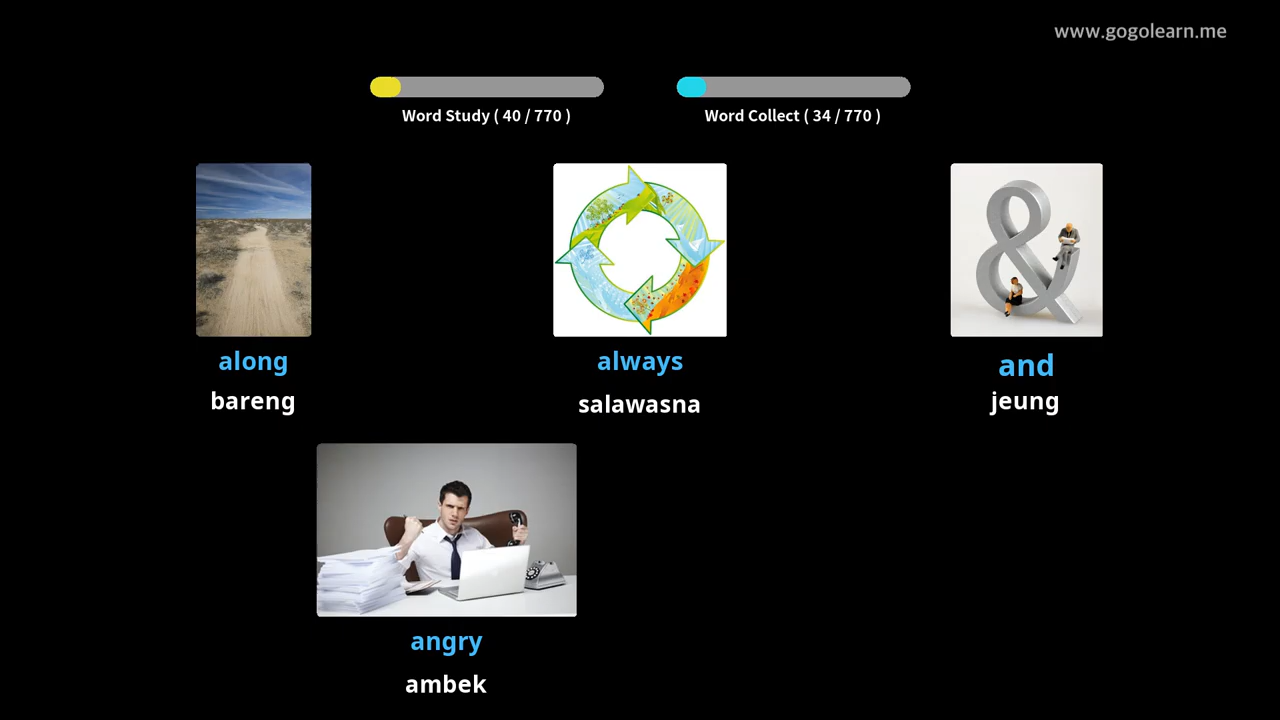 www.gogolearn.me
Word Study ( 40 / 770 )
Word Collect ( 34 / 770 )
along
bareng
always
salawasna
&
and
jeung
angry
ambek